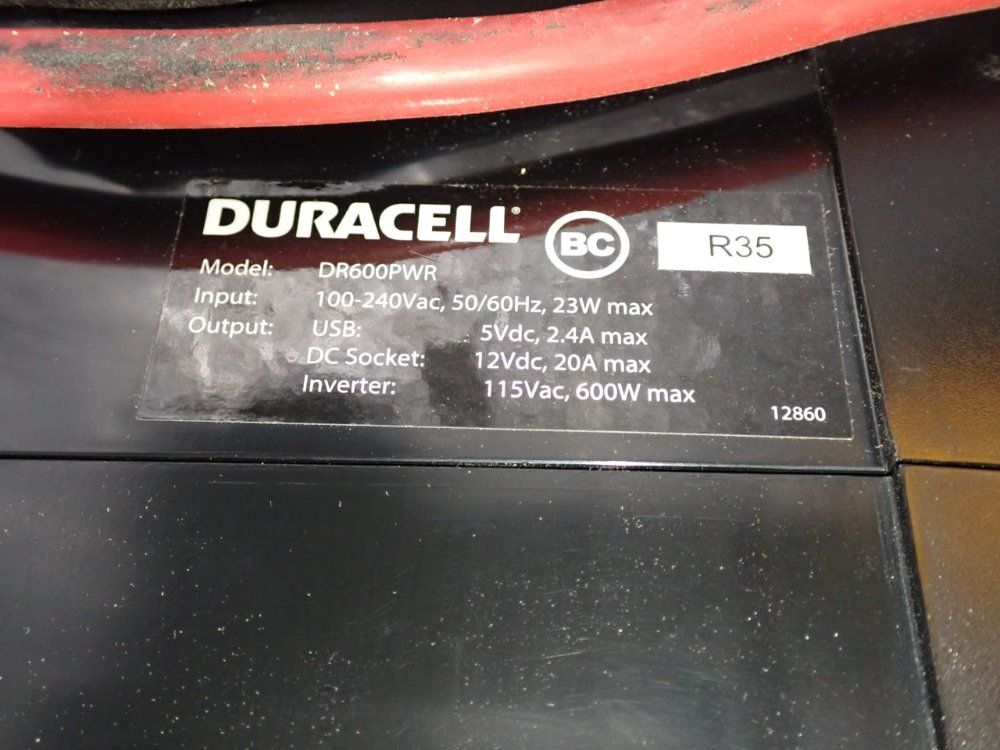 DURACELL® BC R35
Model: DR600PWR
Input: 100-240Vac, 50/60Hz, 23W max
Output: USB: 5Vdc, 2.4A max
DC Socket: 12Vdc, 20A max
Inverter: 115Vac, 600W max
12860